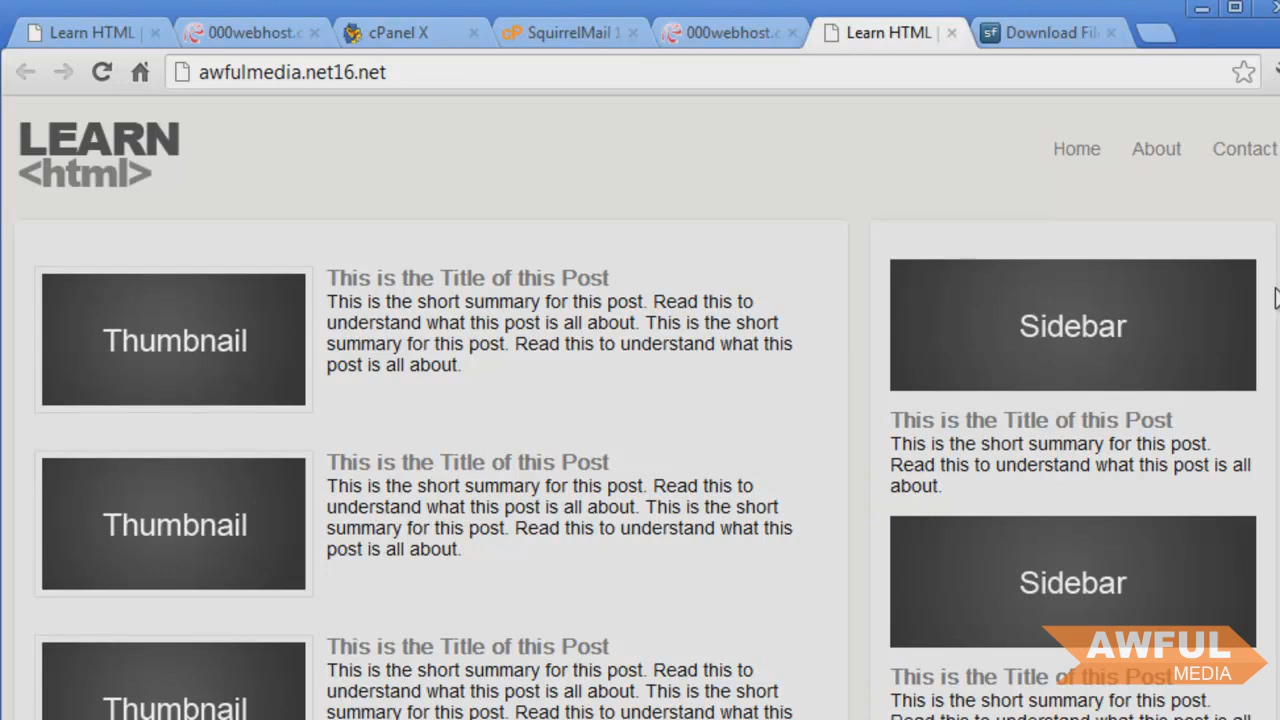 Learn HTML
000webhost.c
cPanel X
SquirrelMail 1
000webhost.c
Learn HTML
Download Fil
awfulmedia.net16.net
LEARN
<html>
Home
About
Contact
Thumbnail
This is the Title of this Post
This is the short summary for this post. Read this to
understand what this post is all about. This is the short
summary for this post. Read this to understand what this
post is all about.
Thumbnail
This is the Title of this Post
This is the short summary for this post. Read this to
understand what this post is all about. This is the short
summary for this post. Read this to understand what this
post is all about.
Thumbnail
This is the Title of this Post
This is the short summary for this post. Read this to
understand what this post is all about. This is the short
summary for this post. Read this to understand what this
Sidebar
This is the Title of this Post
This is the short summary for this post.
Read this to understand what this post is all
about.
Sidebar
This is the Title of this Post
This is the short summary for this post.
Read this to understand what this post is all
AWFUL
MEDIA